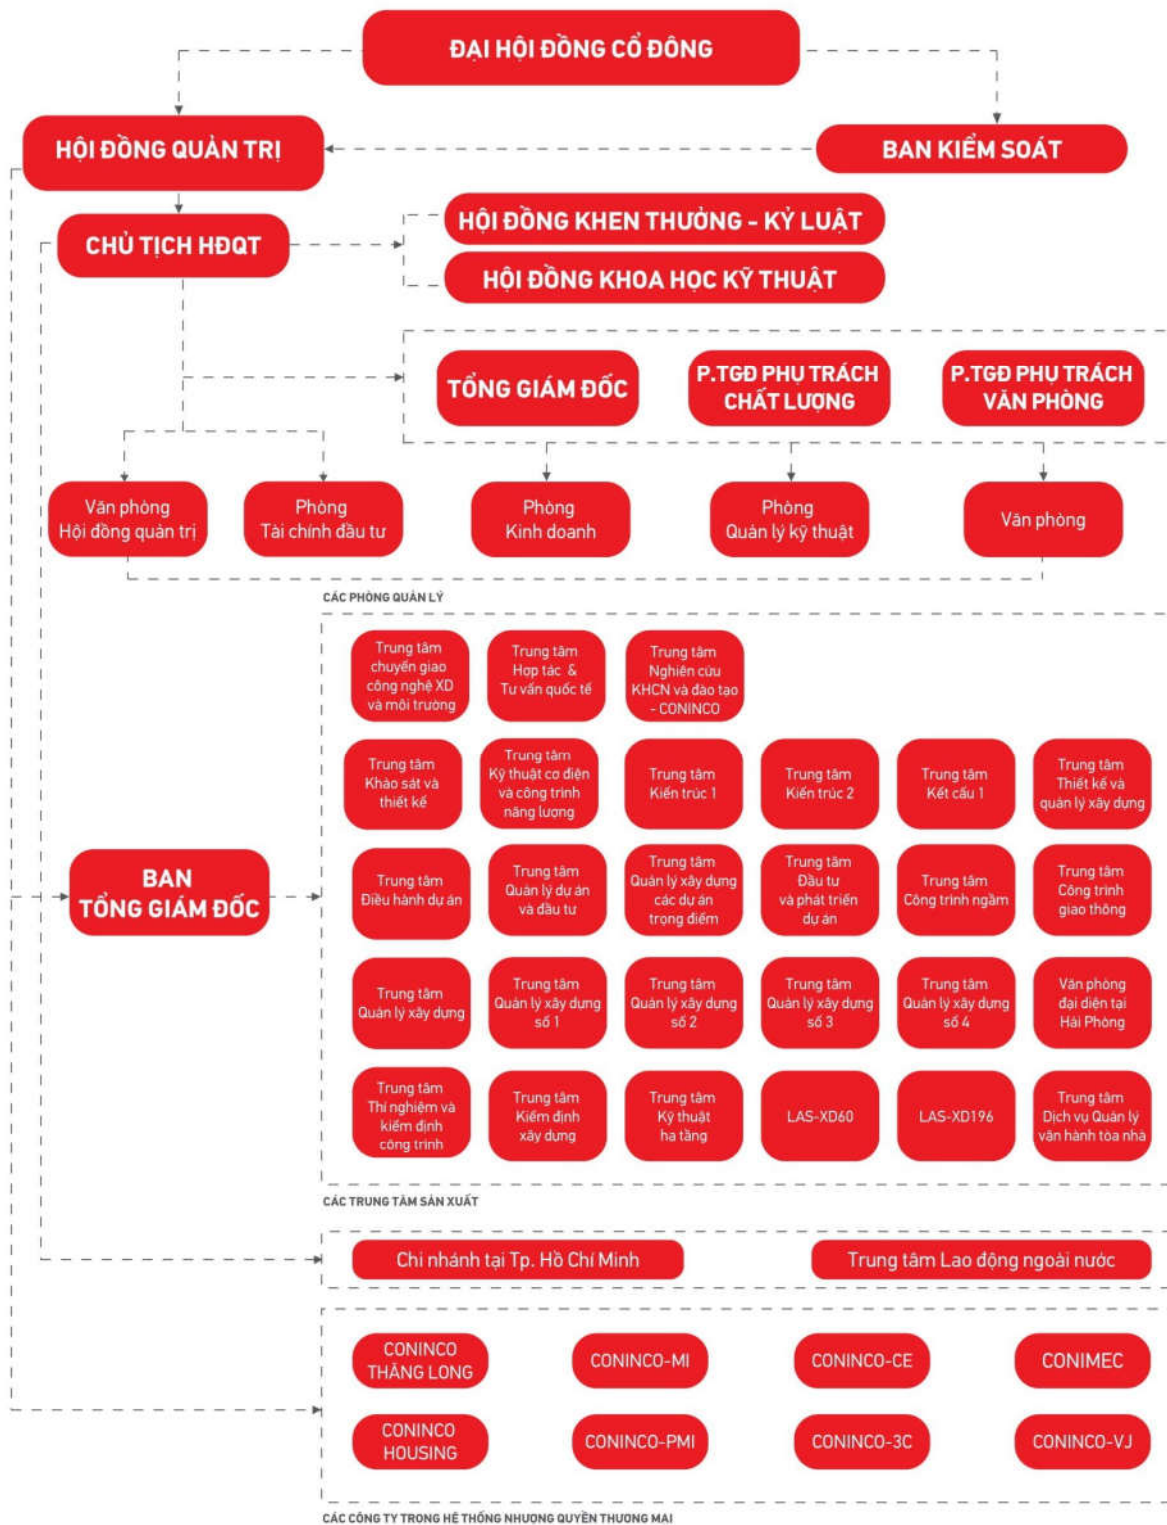 ĐẠI HỘI ĐỒNG CỔ ĐÔNG
HỘI ĐỒNG QUẢN TRỊ
BAN KIỂM SOÁT
CHỦ TỊCH HĐQT
HỘI ĐỒNG KHEN THƯỞNG - KỶ LUẬT
HỘI ĐỒNG KHOA HỌC KỸ THUẬT
TỔNG GIÁM ĐỐC
P.TGĐ PHỤ TRÁCH
CHẤT LƯỢNG
P.TGĐ PHỤ TRÁCH
VĂN PHÒNG
Văn phòng
Hội đồng quản trị
Phòng
Tài chính đầu tư
Phòng
Kinh doanh
Phòng
Quản lý kỹ thuật
Văn phòng
CÁC PHÒNG QUẢN LÝ
Trung tâm
chuyển giao
công nghệ XD
và môi trường
Trung tâm
Hợp tác &
Tư vấn quốc tế
Trung tâm
Nghiên cứu
KHCN và đào tạo
- CONINCO
Trung tâm
Khảo sát và
thiết kế
Trung tâm
Kỹ thuật cơ điện
và công trình
năng lượng
Trung tâm
Kiến trúc 1
Trung tâm
Kiến trúc 2
Trung tâm
Kết cấu 1
Trung tâm
Thiết kế và
quản lý xây dựng
BAN
TỔNG GIÁM ĐỐC
Trung tâm
Điều hành dự án
Trung tâm
Quản lý dự án
và đầu tư
Trung tâm
Quản lý xây dựng
các dự án
trọng điểm
Trung tâm
Đầu tư
và phát triển
dự án
Trung tâm
Công trình ngầm
Trung tâm
Công trình
giao thông
Trung tâm
Quản lý xây dựng
Trung tâm
Quản lý xây dựng
số 1
Trung tâm
Quản lý xây dựng
số 2
Trung tâm
Quản lý xây dựng
số 3
Trung tâm
Quản lý xây dựng
số 4
Văn phòng
đại diện tại
Hải Phòng
Trung tâm
Thí nghiệm và
kiểm định
công trình
Trung tâm
Kiểm định
xây dựng
Trung tâm
Kỹ thuật
hạ tầng
LAS-XD60
LAS-XD196
Trung tâm
Dịch vụ Quản lý
vận hành tòa nhà
CÁC TRUNG TÂM SẢN XUẤT
Chi nhánh tại Tp. Hồ Chí Minh
Trung tâm Lao động ngoài nước
CONINCO
THĂNG LONG
CONINCO-MI
CONINCO-CE
CONIMEC
CONINCO
HOUSING
CONINCO-PMI
CONINCO-3C
CONINCO-VJ
CÁC CÔNG TY TRONG HỆ THỐNG NHƯỢNG QUYỀN THƯƠNG MẠI